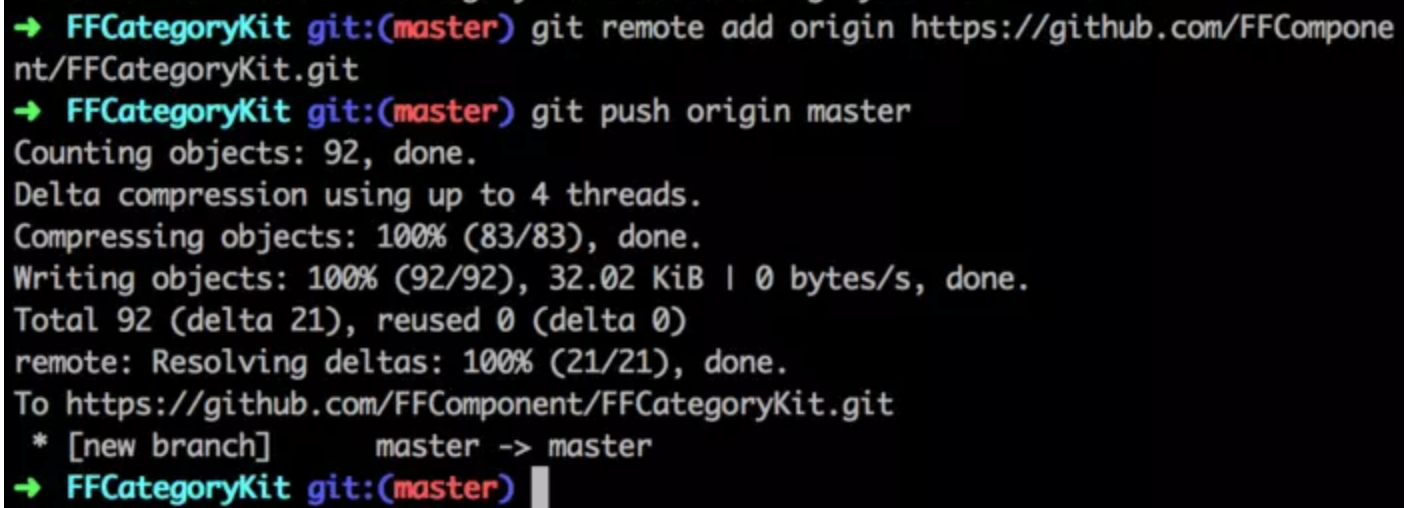 ➜  FFCategoryKit git:(master) git remote add origin https://github.com/FFCompone
nt/FFCategoryKit.git
➜  FFCategoryKit git:(master) git push origin master
Counting objects: 92, done.
Delta compression using up to 4 threads.
Compressing objects: 100% (83/83), done.
Writing objects: 100% (92/92), 32.02 KiB | 0 bytes/s, done.
Total 92 (delta 21), reused 0 (delta 0)
remote: Resolving deltas: 100% (21/21), done.
To https://github.com/FFComponent/FFCategoryKit.git
 * [new branch]      master -> master
➜  FFCategoryKit git:(master)